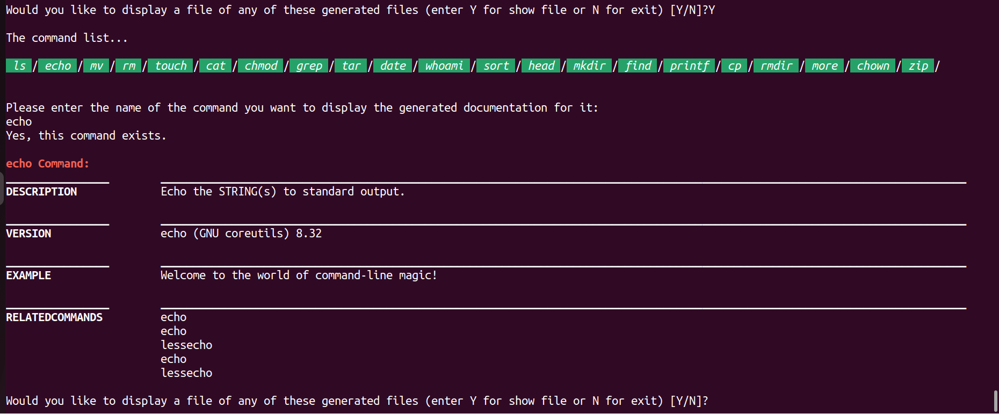 Would you like to display a file of any of these generated files (enter Y for show file or N for exit) [Y/N]?Y
The command list...
ls / echo / mv / rm / touch / cat / chmod / grep / tar / date / whoami / sort / head / mkdir / find / printf / cp / rmdir / more / chown / zip /
Please enter the name of the command you want to display the generated documentation for it:
echo
Yes, this command exists.
echo Command:
DESCRIPTION Echo the STRING(s) to standard output.
VERSION echo (GNU coreutils) 8.32
EXAMPLE Welcome to the world of command-line magic!
RELATEDCOMMANDS echo
echo
lessecho
echo
lessecho
Would you like to display a file of any of these generated files (enter Y for show file or N for exit) [Y/N]?